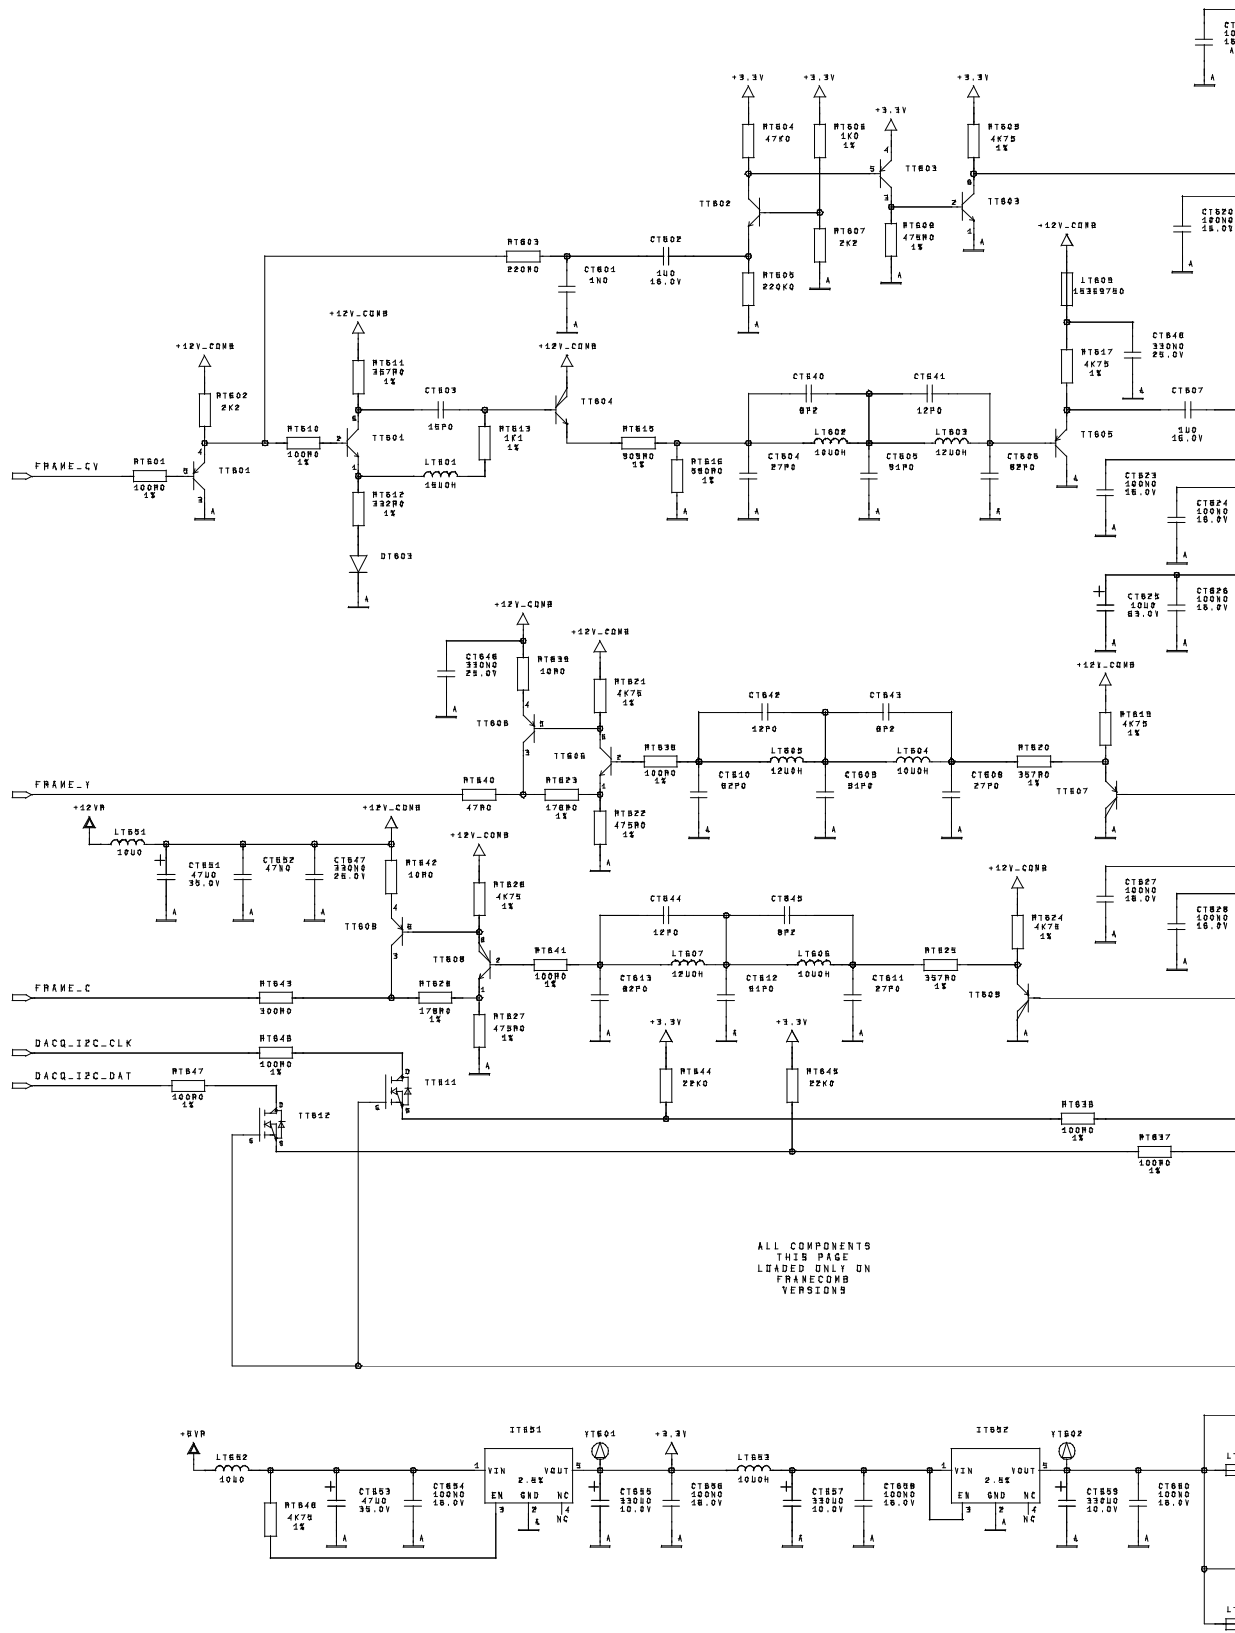 +3.3V
+3.3V
+3.3V
+3.3V
RT604
47K0
RT606
1K0
1%
RT609
4K75
1%
TT603
TT602
TT603
RT607
2K2
RT608
475R0
1%
CT620
100N0
16.0V
+12V_COMB
RT603
220R0
CT602
1U0
16.0V
CT601
1N0
RT605
220K0
LT609
15369750
+12V_COMB
+12V_COMB
+12V_COMB
RT611
357R0
1%
CT603
15P0
TT604
RT602
2K2
CT640
8P2
CT641
12P0
RT617
4K75
1%
CT646
330N0
25.0V
CT607
1U0
16.0V
RT610
100R0
1%
TT601
RT613
1K1
1%
RT615
909R0
1%
LT602
10U0H
LT603
12U0H
TT605
FRAME_CV
RT601
100R0
1%
TT601
LT601
15U0H
RT616
590R0
1%
CT604
27P0
CT605
91P0
CT606
82P0
CT623
100N0
16.0V
CT624
100N0
16.0V
RT612
332R0
1%
DT603
+12V_COMB
CT625
10U0
63.0V
CT626
100N0
16.0V
+12V_COMB
CT648
330N0
25.0V
RT639
10R0
RT621
4K75
1%
+12V_COMB
CT642
12P0
CT643
8P2
RT619
4K75
1%
TT606
TT606
RT638
100R0
1%
LT605
12U0H
LT604
10U0H
RT620
357R0
1%
CT610
82P0
CT609
91P0
CT608
27P0
TT607
FRAME_Y
RT640
47R0
RT623
178R0
1%
RT622
475R0
1%
+12VA
LT651
10U0
+12V_COMB
+12V_COMB
CT651
47U0
35.0V
CT652
47N0
CT647
330N0
25.0V
RT642
10R0
RT626
4K75
1%
+12V_COMB
CT627
100N0
16.0V
CT628
100N0
16.0V
CT644
12P0
CT645
8P2
RT624
4K75
1%
TT608
TT608
RT641
100R0
1%
LT607
12U0H
LT606
10U0H
RT625
357R0
1%
CT613
82P0
CT612
91P0
CT611
27P0
TT609
FRAME_C
RT643
300R0
RT628
178R0
1%
RT627
475R0
1%
+3.3V
+3.3V
DACQ_I2C_CLK
RT646
100R0
1%
DACQ_I2C_DAT
RT647
100R0
1%
TT611
RT644
22K0
RT645
22K0
TT612
RT636
100R0
1%
RT637
100R0
1%
ALL COMPONENTS
THIS PAGE
LOADED ONLY ON
FRAMECOMB
VERSIONS
LT652
10U0
IT651
VT601
+3.3V
LT653
10U0H
IT652
VT602
VIN
VOUT
2.5%
EN GND NC
NC
VIN
VOUT
2.5%
EN GND NC
NC
RT648
4K75
1%
CT653
47U0
35.0V
CT654
100N0
16.0V
CT655
330U0
10.0V
CT656
100N0
16.0V
CT657
330U0
10.0V
CT658
100N0
16.0V
CT659
330U0
10.0V
CT660
100N0
16.0V